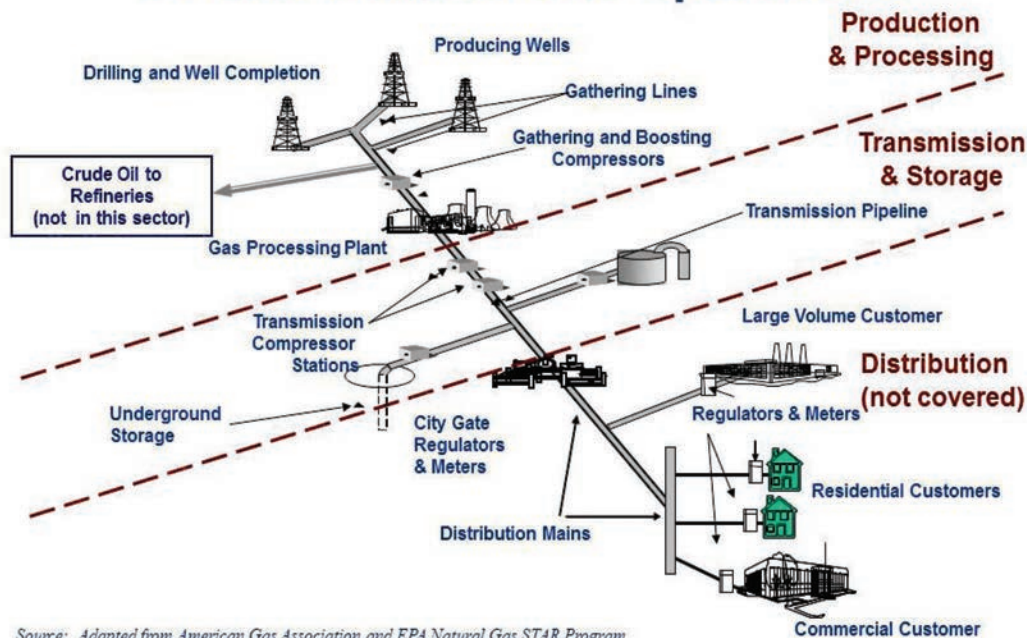 Production
& Processing
Producing Wells
Drilling and Well Completion
Gathering Lines
Gathering and Boosting
Compressors
Crude Oil to
Refineries
(not in this sector)
Transmission
& Storage
Transmission Pipeline
Gas Processing Plant
Transmission
Compressor
Stations
Large Volume Customer
Distribution
(not covered)
Underground
Storage
City Gate
Regulators
& Meters
Regulators & Meters
Residential Customers
Distribution Mains
Commercial Customer
Source: Adapted from American Gas Association and EPA Natural Gas STAR Program